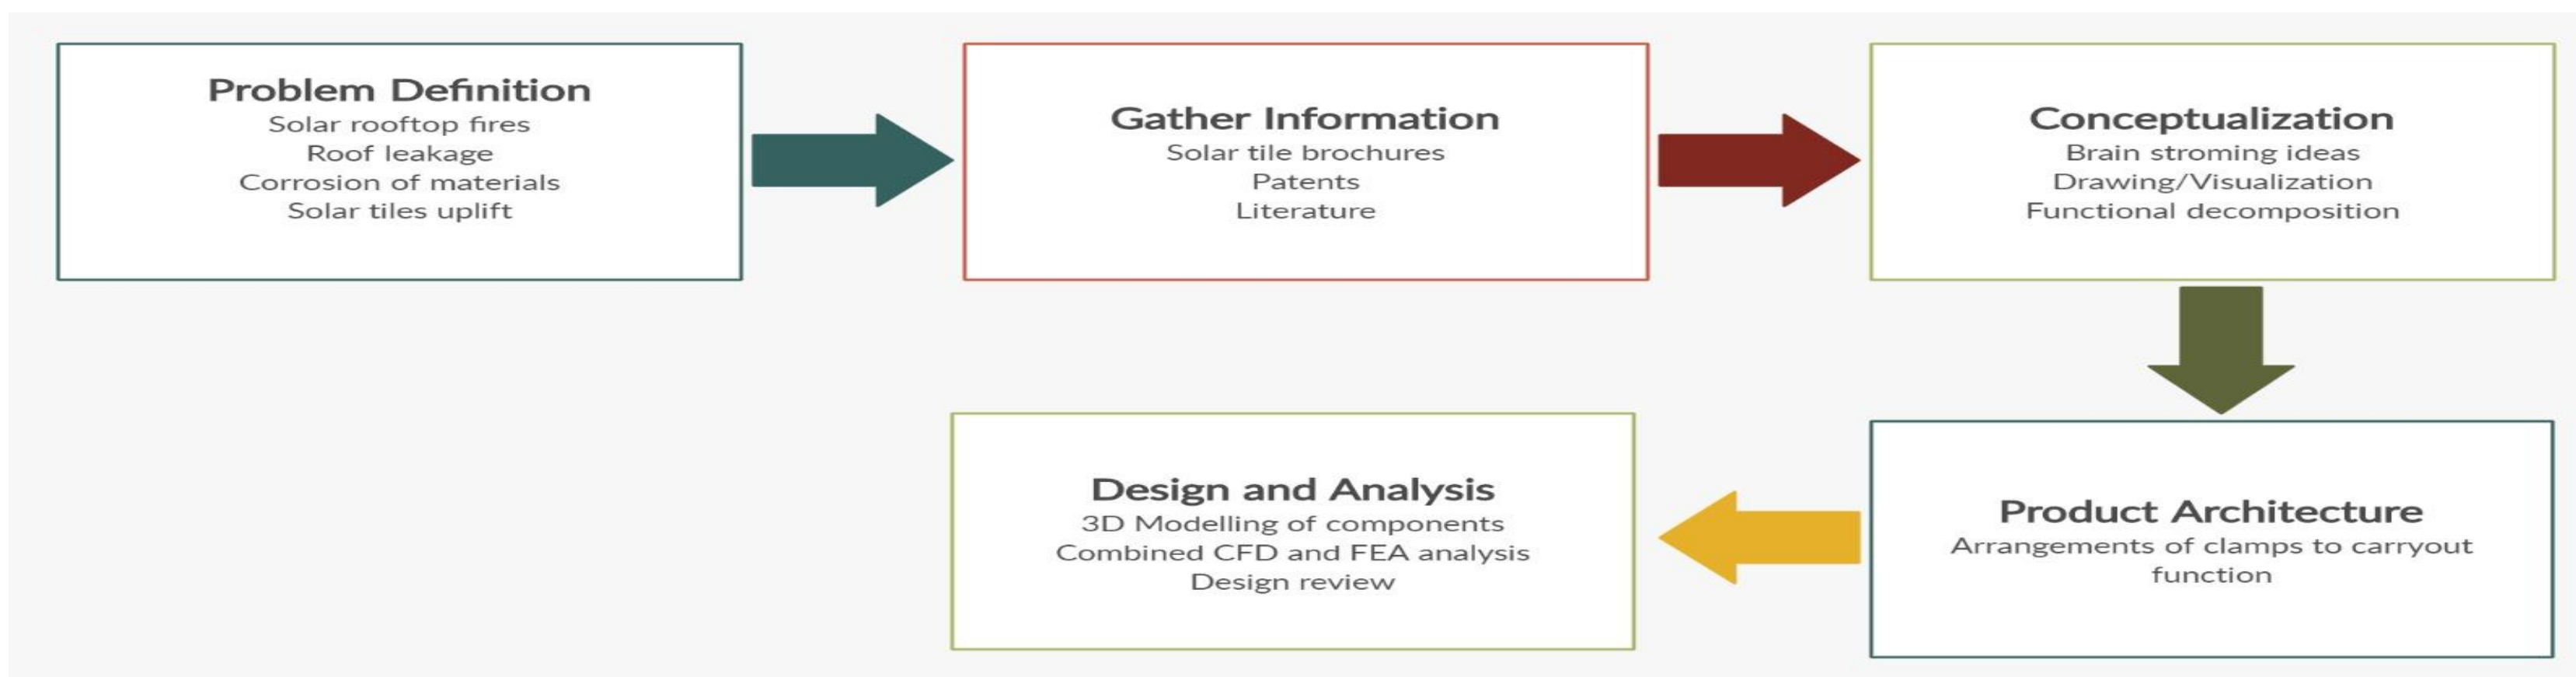 Problem Definition
Solar rooftop fires
Roof leakage
Corrosion of materials
Solar tiles uplift
Gather Information
Solar tile brochures
Patents
Literature
Conceptualization
Brain stroming ideas
Drawing/Visualization
Functional decomposition
Product Architecture
Arrangements of clamps to carryout
function
Design and Analysis
3D Modelling of components
Combined CFD and FEA analysis
Design review